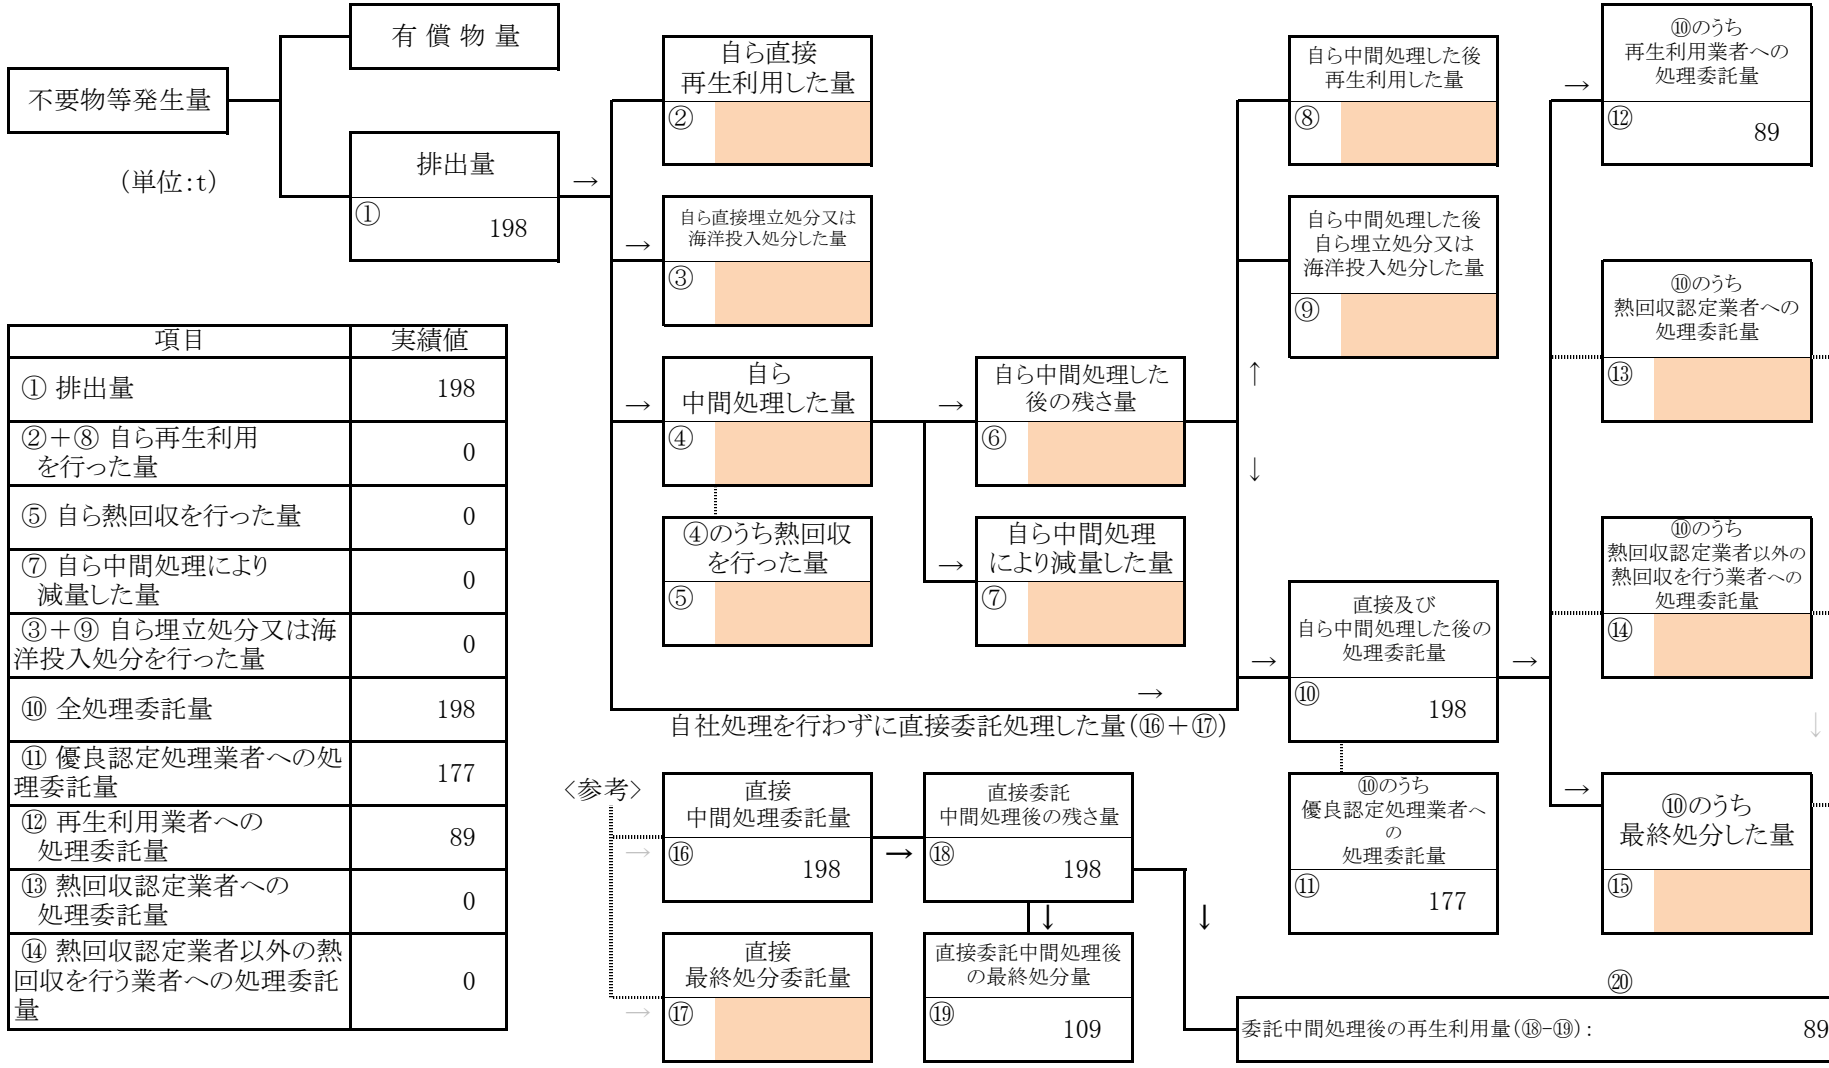 有 償 物 量
不要物等発生量
(単位:t)
排出量
①
198
→
自ら直接
再生利用した量
②
→
自ら直接埋立処分又は
海洋投入処分した量
③
→
自ら
中間処理した量
④
④のうち熱回収
を行った量
⑤
→
自ら中間処理した
後の残さ量
⑥
→
自ら中間処理
により減量した量
⑦
自ら中間処理した後
再生利用した量
⑧
自ら中間処理した後
自ら埋立処分又は
海洋投入処分した量
⑨
↑
↓
→
直接及び
自ら中間処理した後の
処理委託量
⑩
198
→
⑩のうち
優良認定処理業者へ
の
処理委託量
⑪
177
→
⑩のうち
再生利用業者への
処理委託量
⑫
89
⑩のうち
熱回収認定業者への
処理委託量
⑬
⑩のうち
熱回収認定業者以外の
熱回収を行う業者への
処理委託量
⑭
↓
→
⑩のうち
最終処分した量
⑮
→
自社処理を行わずに直接委託処理した量(⑯+⑰)
項目 実績値
① 排出量 198
②+⑧ 自ら再生利用
を行った量 0
⑤ 自ら熱回収を行った量 0
⑦ 自ら中間処理により
減量した量 0
③+⑨ 自ら埋立処分又は海
洋投入処分を行った量 0
⑩ 全処理委託量 198
⑪ 優良認定処理業者への処
理委託量 177
⑫ 再生利用業者への
処理委託量 89
⑬ 熱回収認定業者への
処理委託量 0
⑭ 熱回収認定業者以外の熱
回収を行う業者への処理委託
量 0
<参考>
→
直接
中間処理委託量
⑯
198
→
直接委託
中間処理後の残さ量
⑱
198
↓
↓
→
直接
最終処分委託量
⑰
直接委託中間処理後
の最終処分量
⑲
109
⑳
委託中間処理後の再生利用量(⑱-⑲): 89